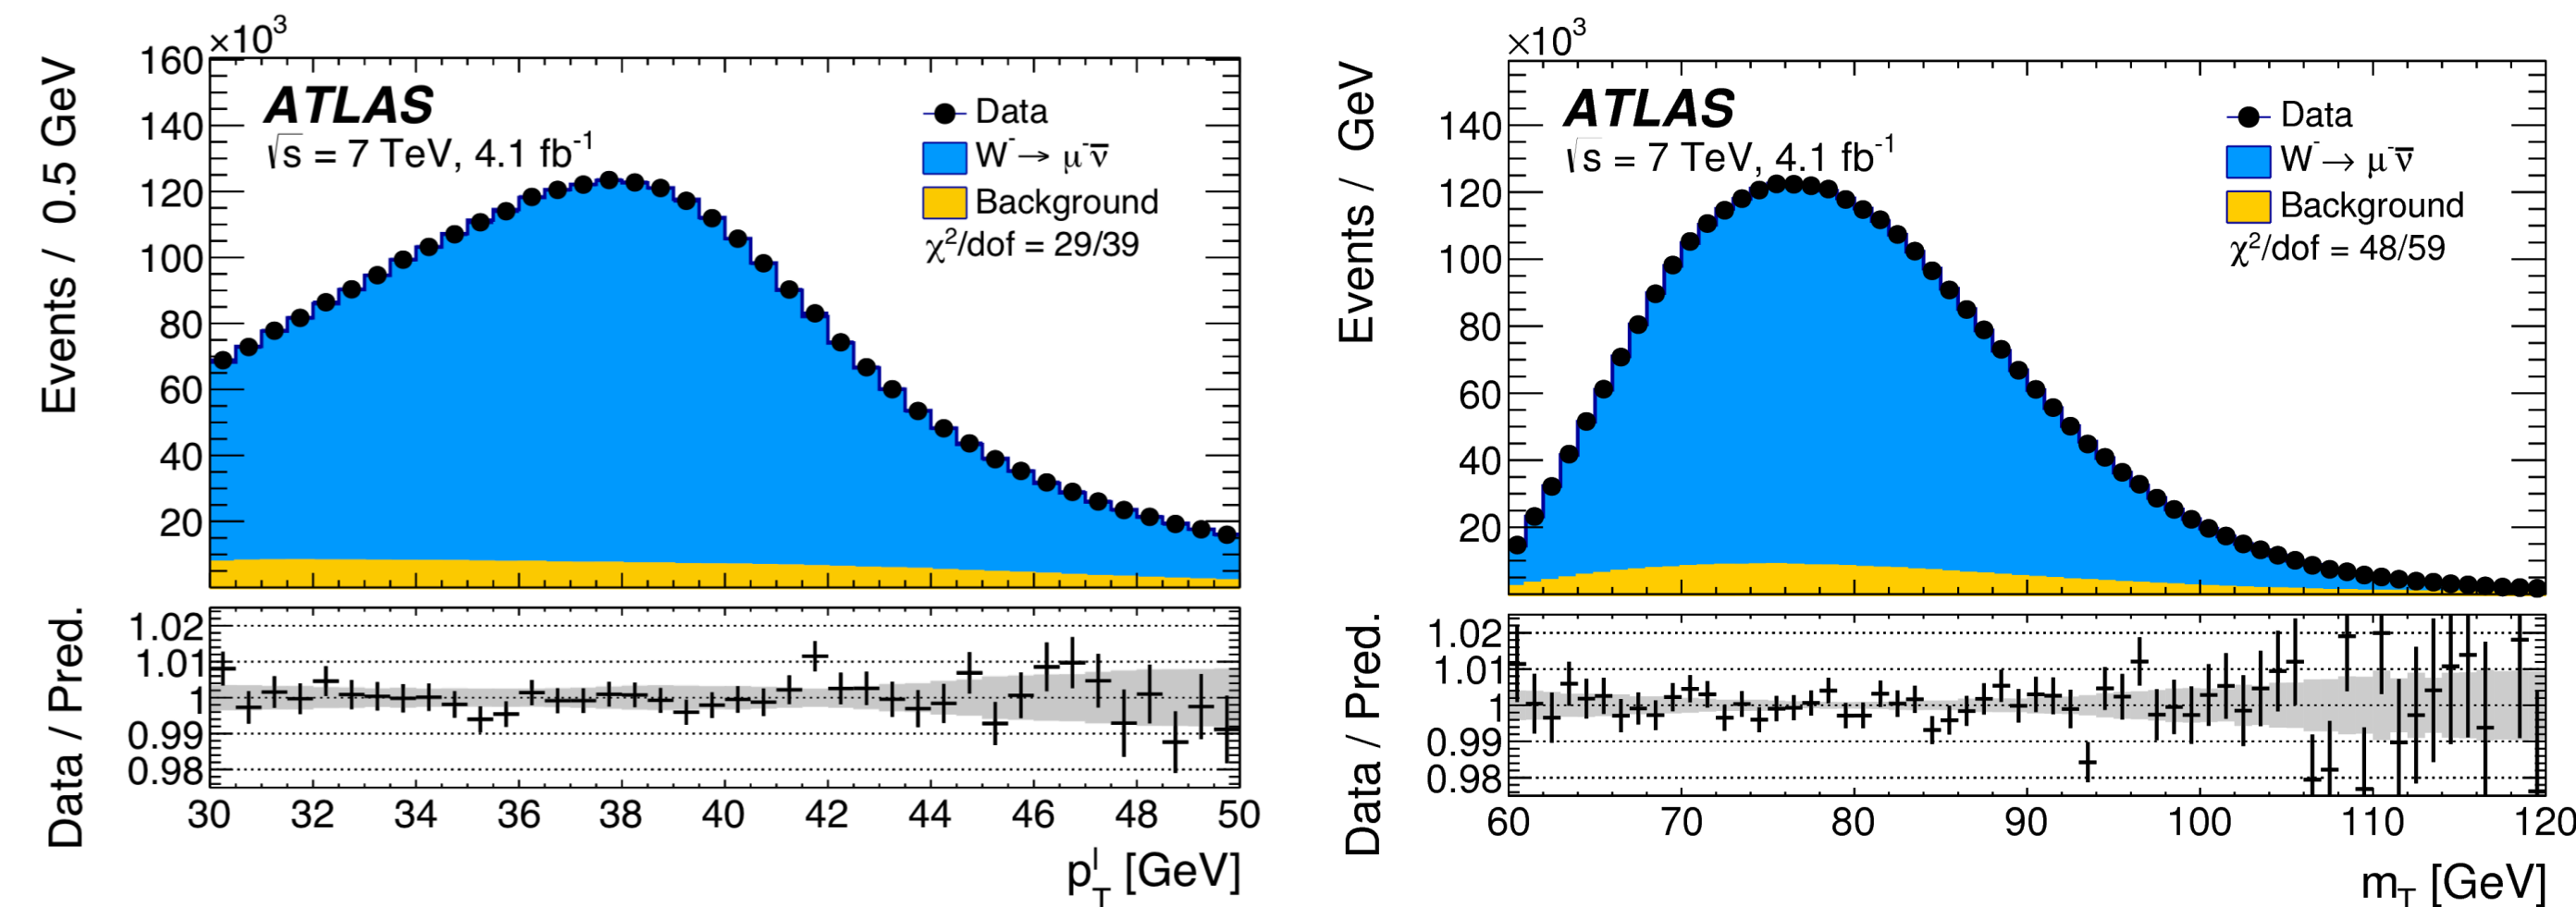 ×10³
Events / 0.5 GeV
160
140
120
100
80
60
40
20
ATLAS
√s = 7 TeV, 4.1 fb⁻¹
Data
W⁻→ μ⁻ν̅
Background
χ²/dof = 29/39
Data / Pred.
1.02
1.01
1
0.99
0.98
30 32 34 36 38 40 42 44 46 48 50
p_T^l [GeV]
×10³
Events / GeV
140
120
100
80
60
40
20
ATLAS
√s = 7 TeV, 4.1 fb⁻¹
Data
W⁻→ μ⁻ν̅
Background
χ²/dof = 48/59
Data / Pred.
1.02
1.01
1
0.99
0.98
60 70 80 90 100 110 120
m_T [GeV]